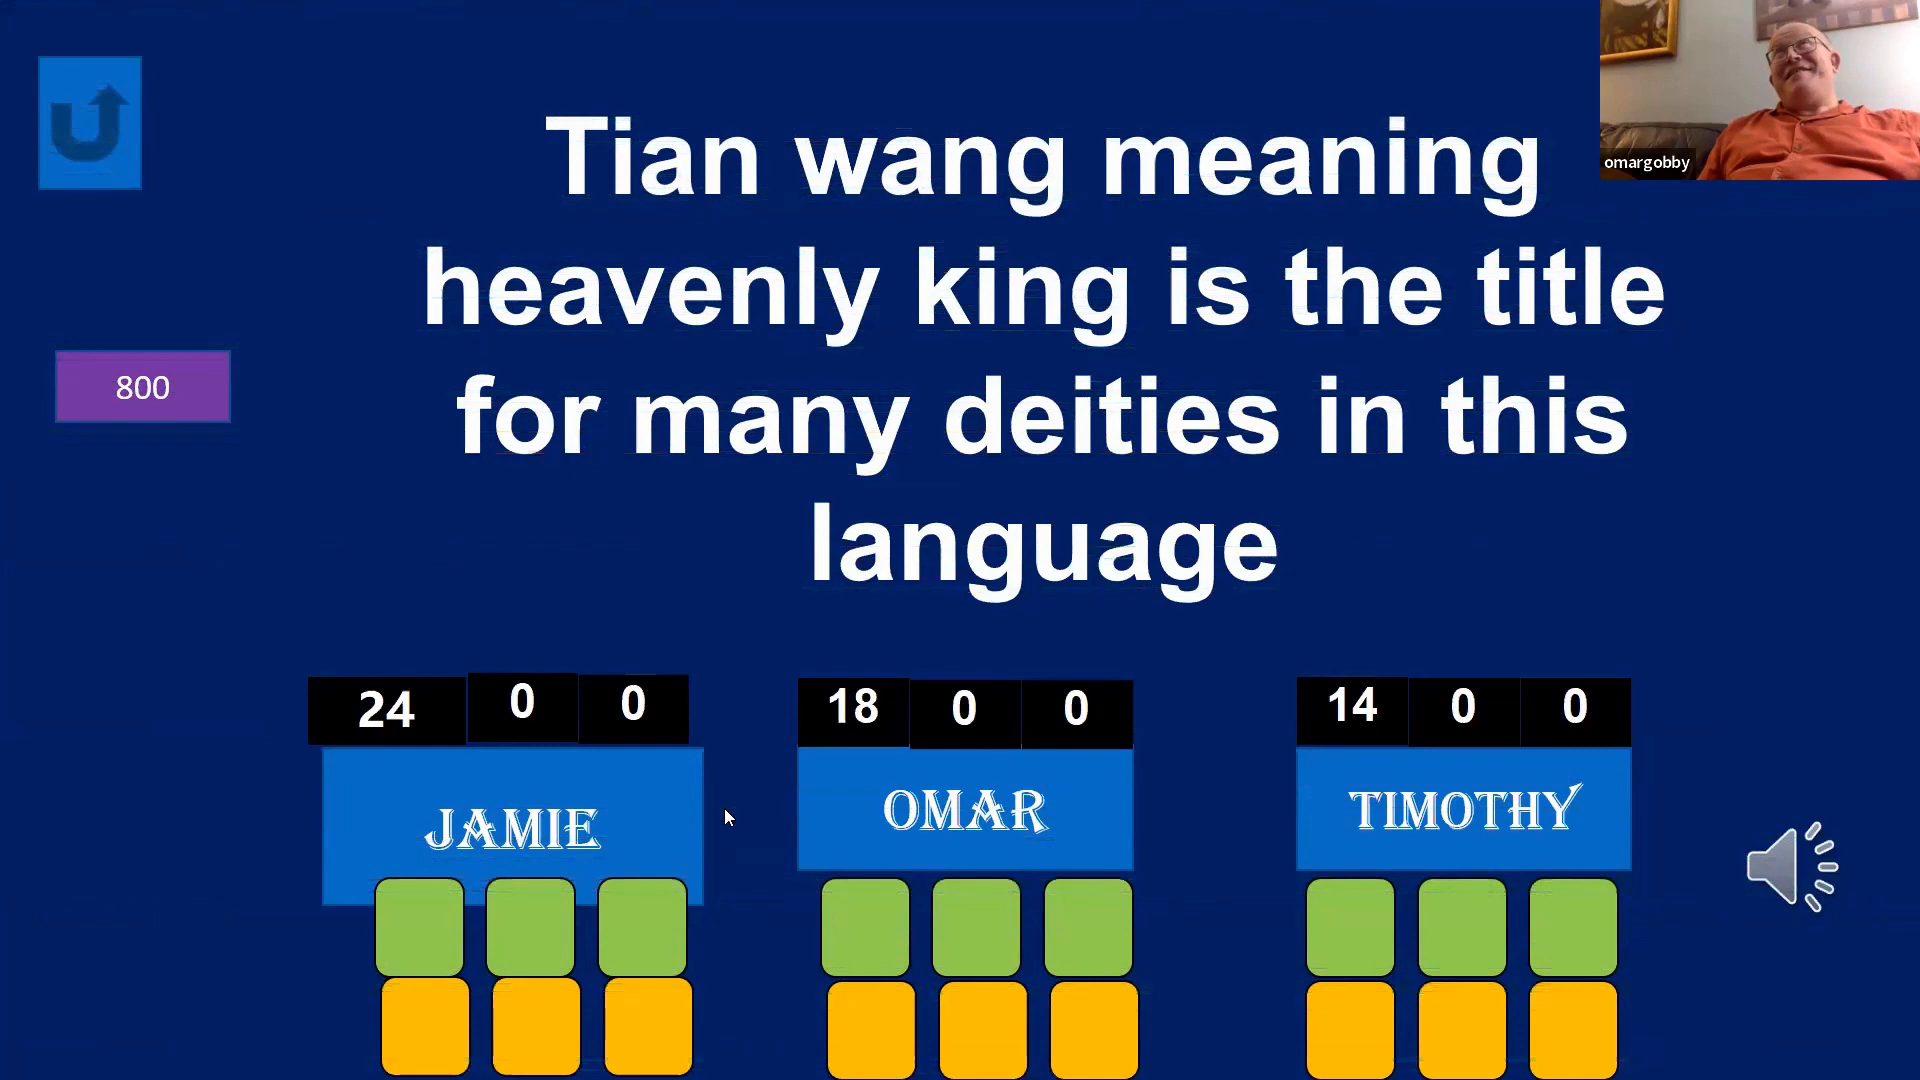 Tian wang meaning
heavenly king is the title
for many deities in this
language
omargobby
800
24 0 0
18 0 0
14 0 0
JAMIE
OMAR
TIMOTHY